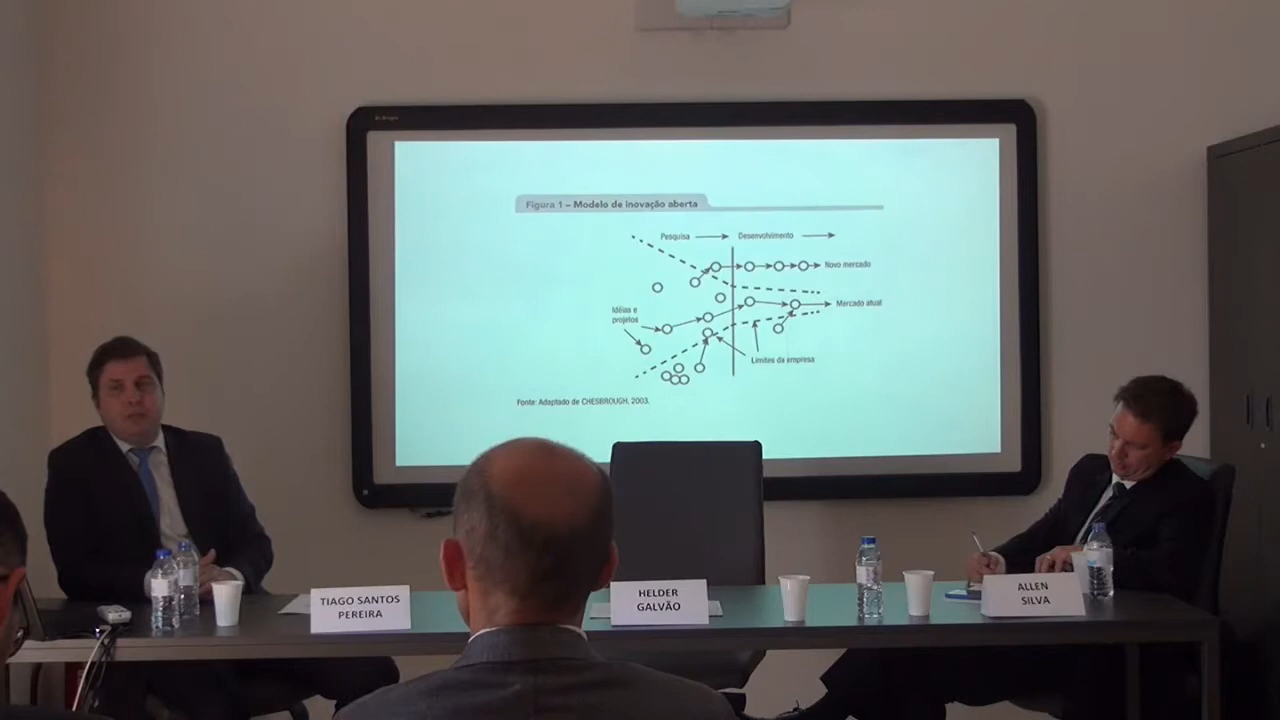 Figura 1 – Modelo de inovação aberta
Pesquisa
Desenvolvimento
Novo mercado
Mercado atual
Idéias e
projetos
Limites da empresa
Fonte: Adaptado de CHESBROUGH, 2003.
TIAGO SANTOS
PEREIRA
HELDER
GALVÃO
ALLEN
SILVA